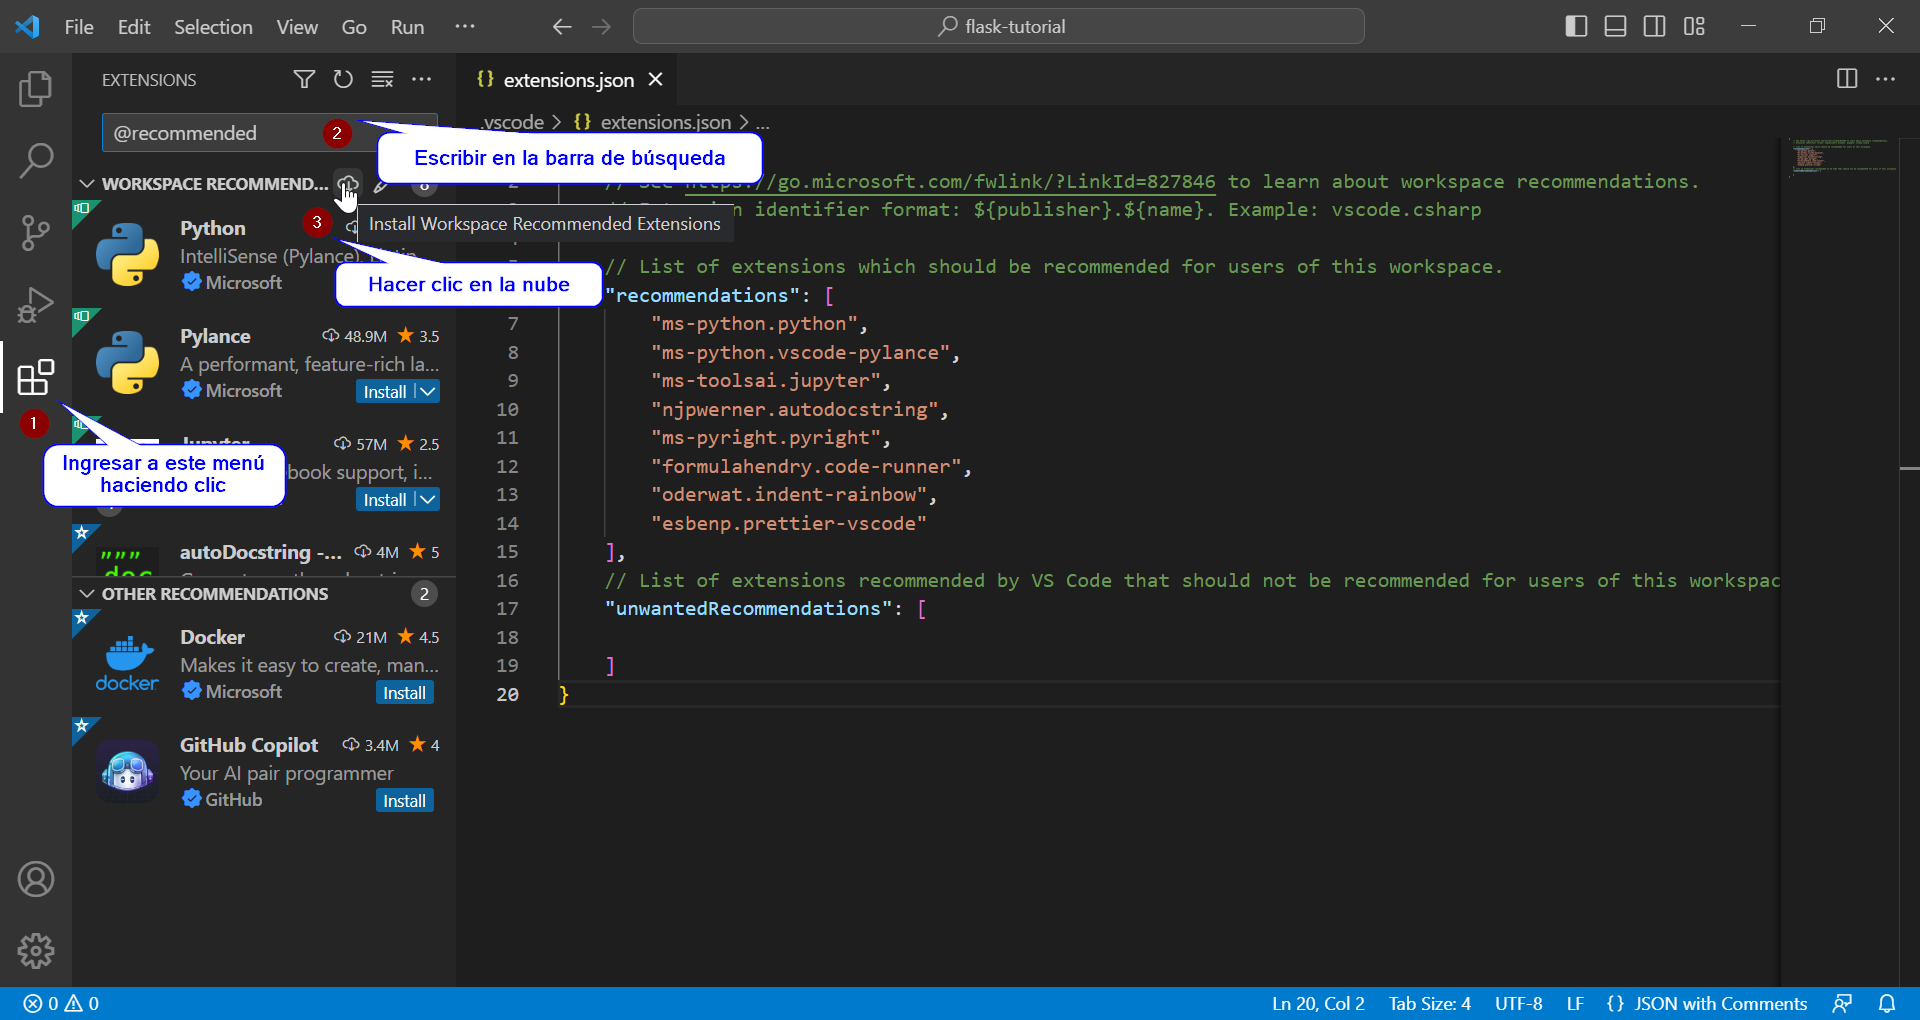 File Edit Selection View Go Run ···
flask-tutorial
EXTENSIONS
@recommended
2
Escribir en la barra de búsqueda
WORKSPACE RECOMMEND...
8
3
Install Workspace Recommended Extensions
Hacer clic en la nube
Python
IntelliSense (Pylance),
Microsoft
Pylance 48.9M 3.5
A performant, feature-rich la...
Microsoft Install
1
Ingresar a este menú
haciendo clic
Jupyter 57M 2.5
book support, i...
Install
autoDocstring -... 4M 5
"""
doc
OTHER RECOMMENDATIONS 2
Docker 21M 4.5
Makes it easy to create, man...
docker
Microsoft Install
GitHub Copilot 3.4M 4
Your AI pair programmer
GitHub Install
{} extensions.json
.vscode > {} extensions.json > ...
2 // See https://go.microsoft.com/fwlink/?LinkId=827846 to learn about workspace recommendations.
identifier format: ${publisher}.${name}. Example: vscode.csharp
// List of extensions which should be recommended for users of this workspace.
"recommendations": [
7 "ms-python.python",
8 "ms-python.vscode-pylance",
9 "ms-toolsai.jupyter",
10 "njpwerner.autodocstring",
11 "ms-pyright.pyright",
12 "formulahendry.code-runner",
13 "oderwat.indent-rainbow",
14 "esbenp.prettier-vscode"
15 ],
16 // List of extensions recommended by VS Code that should not be recommended for users of this workspac
17 "unwantedRecommendations": [
18
19 ]
20 }
0 0
Ln 20, Col 2 Tab Size: 4 UTF-8 LF {} JSON with Comments